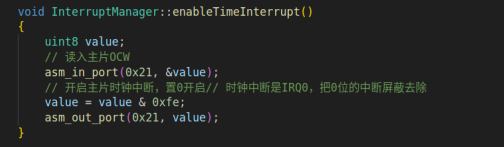 void InterruptManager::enableTimeInterrupt()
{
    uint8 value;
    // 读入主片OCW
    asm_in_port(0x21, &value);
    // 开启主片时钟中断，置0开启// 时钟中断是IRQ0，把0位的中断屏蔽去除
    value = value & 0xfe;
    asm_out_port(0x21, value);
}